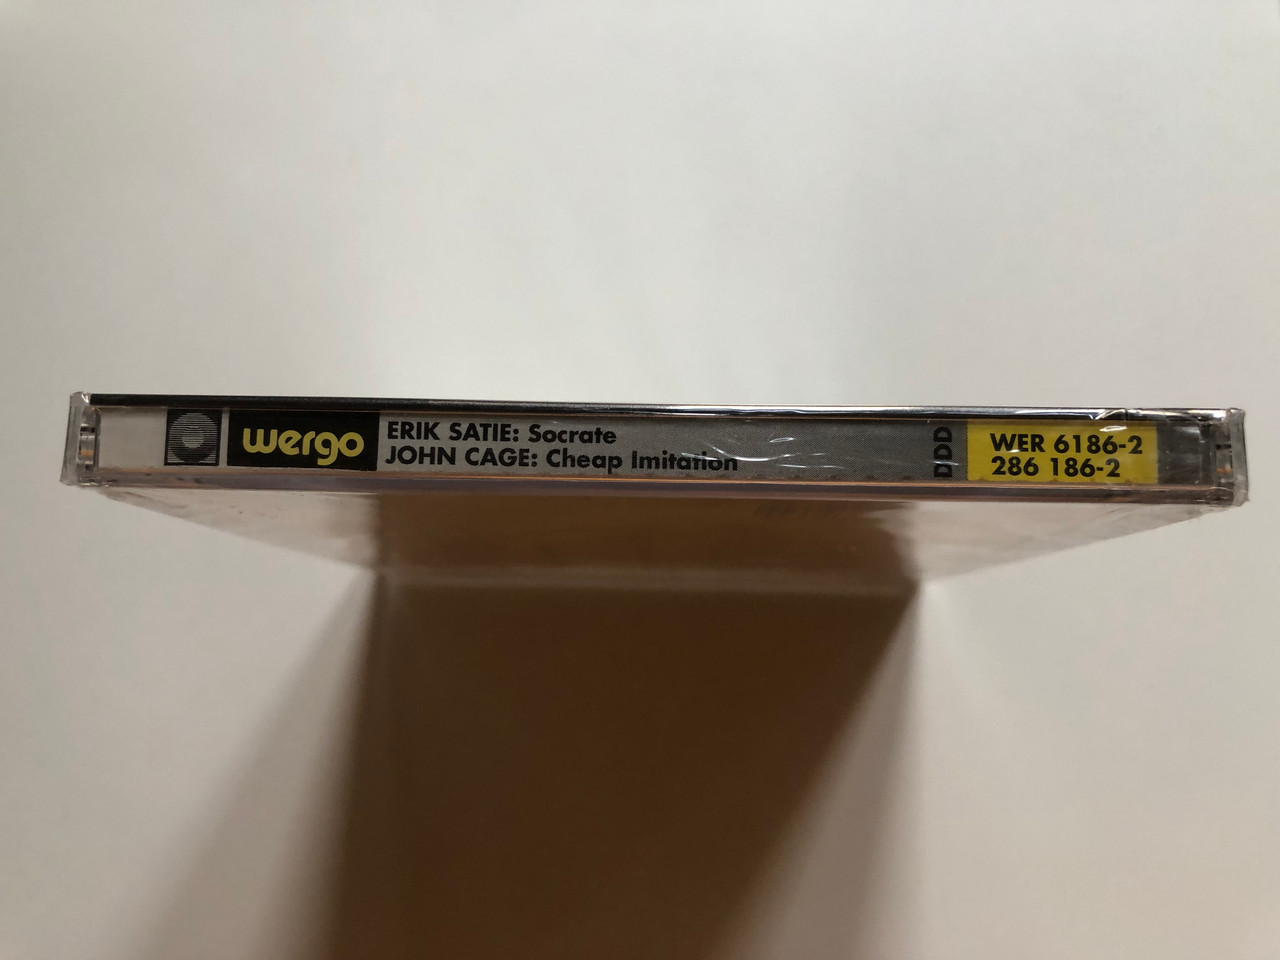 wergo
ERIK SATIE: Socrate
JOHN CAGE: Cheap Imitation
DDD
WER 6186-2
286 186-2